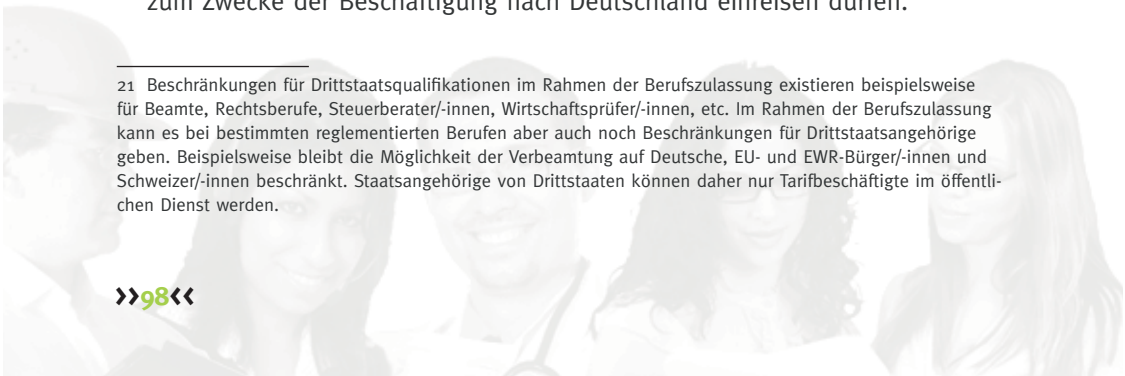 zum Zwecke der Beschäftigung nach Deutschland einreisen dürfen.
21 Beschränkungen für Drittstaatsqualifikationen im Rahmen der Berufszulassung existieren beispielsweise
für Beamte, Rechtsberufe, Steuerberater/-innen, Wirtschaftsprüfer/-innen, etc. Im Rahmen der Berufszulassung
kann es bei bestimmten reglementierten Berufen aber auch noch Beschränkungen für Drittstaatsangehörige
geben. Beispielsweise bleibt die Möglichkeit der Verbeamtung auf Deutsche, EU- und EWR-Bürger/-innen und
Schweizer/-innen beschränkt. Staatsangehörige von Drittstaaten können daher nur Tarifbeschäftigte im öffentli-
chen Dienst werden.
>>98<<